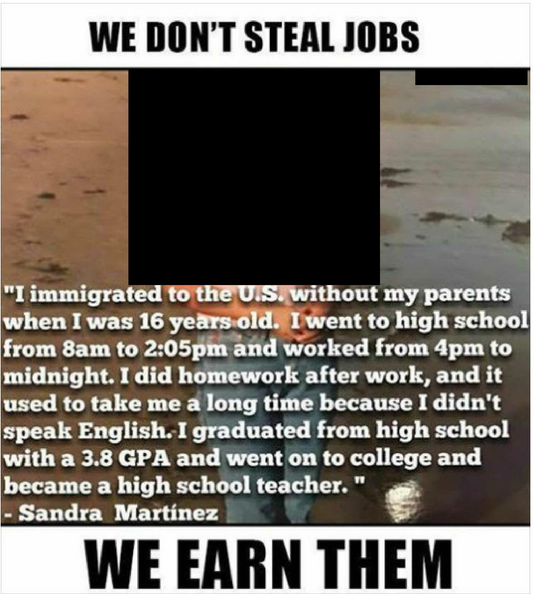 WE DON'T STEAL JOBS
"I immigrated to the U.S. without my parents
when I was 16 years old. I went to high school
from 8am to 2:05pm and worked from 4pm to
midnight. I did homework after work, and it
used to take me a long time because I didn't
speak English. I graduated from high school
with a 3.8 GPA and went on to college and
became a high school teacher. "
- Sandra Martínez
WE EARN THEM